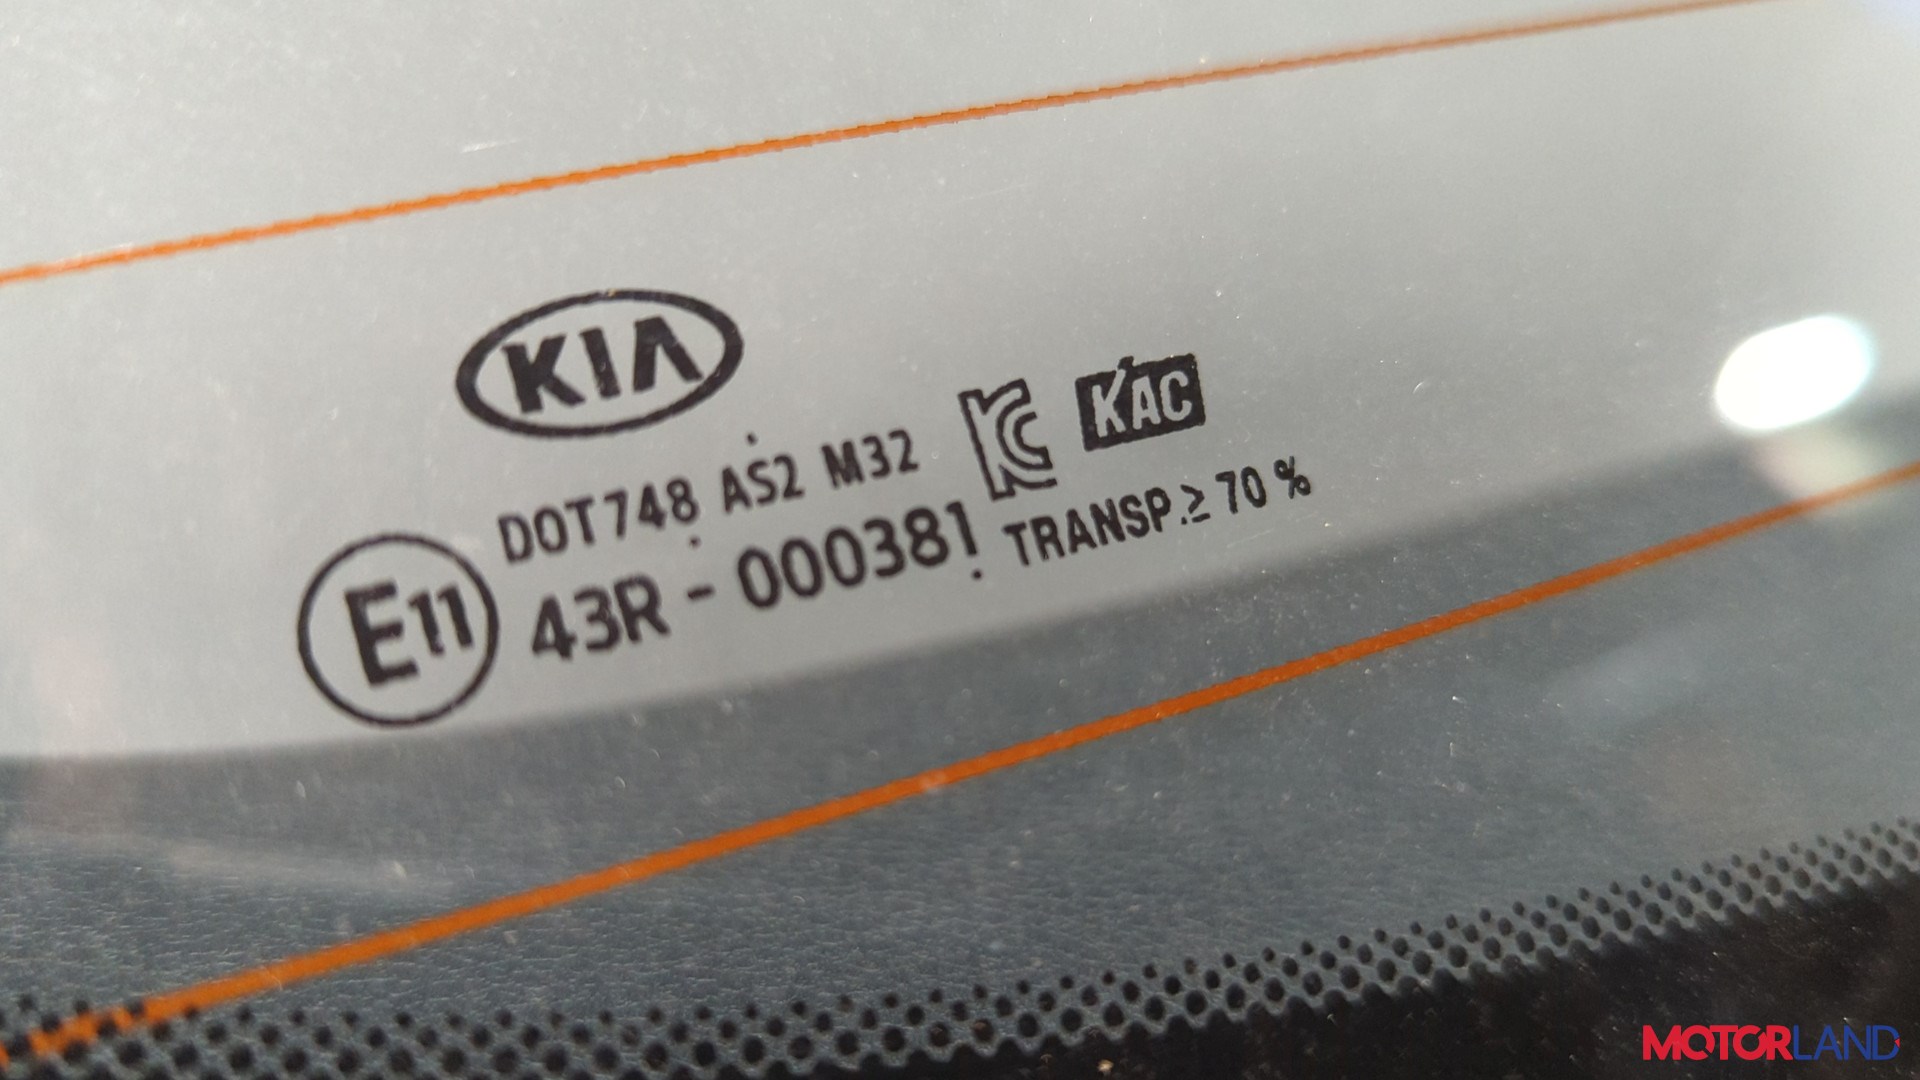 KIA
DOT748 AS2 M32 KC KAC
E11 43R - 000381 TRANSP.≥ 70 %
MOTORLAND